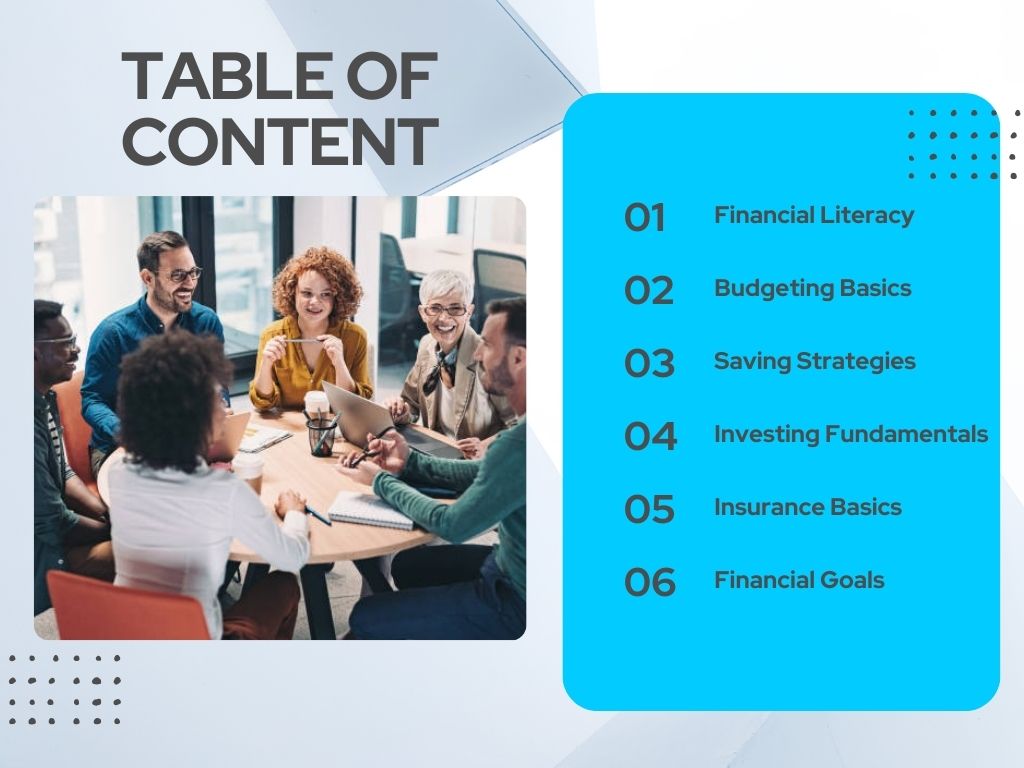 TABLE OF
CONTENT
01 Financial Literacy
02 Budgeting Basics
03 Saving Strategies
04 Investing Fundamentals
05 Insurance Basics
06 Financial Goals